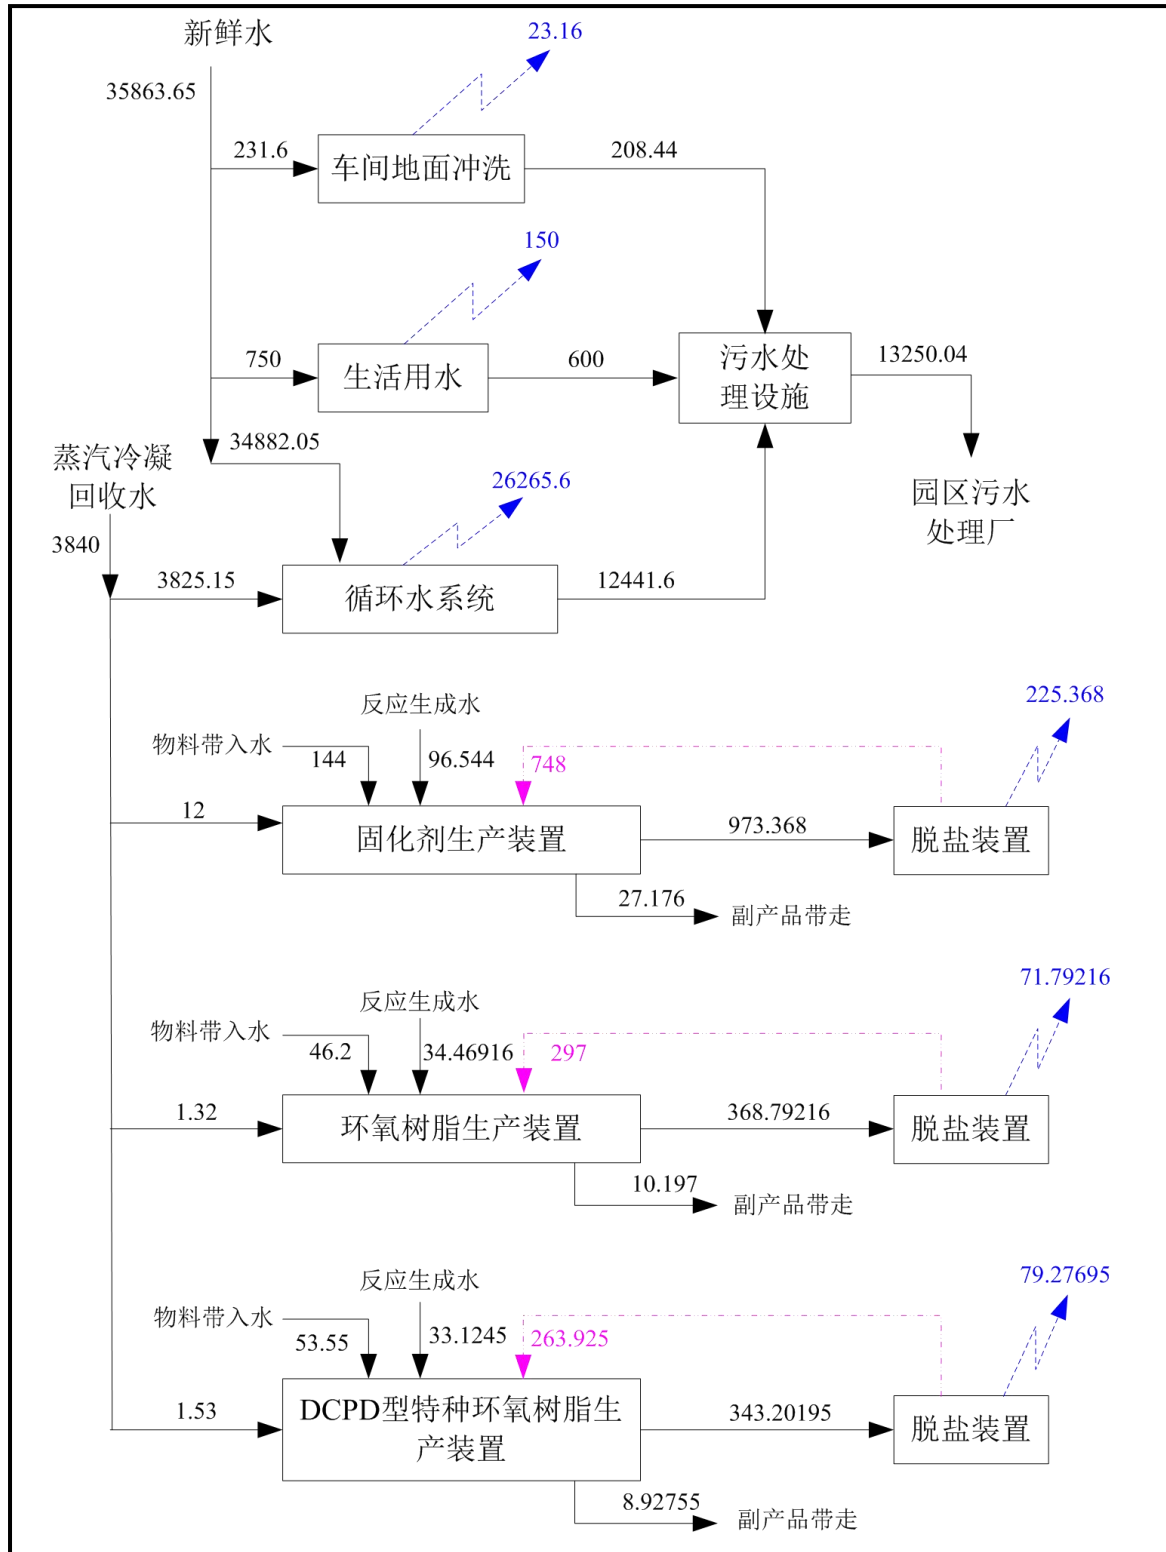 新鲜水
35863.65
23.16
231.6
车间地面冲洗
208.44
150
750
生活用水
600
污水处
理设施
13250.04
园区污水
处理厂
34882.05
蒸汽冷凝
回收水
3840
26265.6
3825.15
循环水系统
12441.6
225.368
反应生成水
物料带入水
144
96.544
748
12
固化剂生产装置
973.368
脱盐装置
27.176
副产品带走
71.79216
反应生成水
物料带入水
46.2
34.46916
297
1.32
环氧树脂生产装置
368.79216
脱盐装置
10.197
副产品带走
79.27695
反应生成水
物料带入水
53.55
33.1245
263.925
1.53
DCPD型特种环氧树脂生
产装置
343.20195
脱盐装置
8.92755
副产品带走